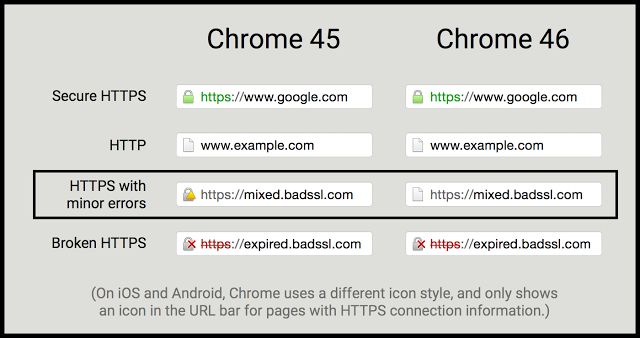 Chrome 45 Chrome 46
Secure HTTPS https://www.google.com https://www.google.com
HTTP www.example.com www.example.com
HTTPS with
minor errors https://mixed.badssl.com https://mixed.badssl.com
Broken HTTPS https://expired.badssl.com https://expired.badssl.com
(On iOS and Android, Chrome uses a different icon style, and only shows
an icon in the URL bar for pages with HTTPS connection information.)